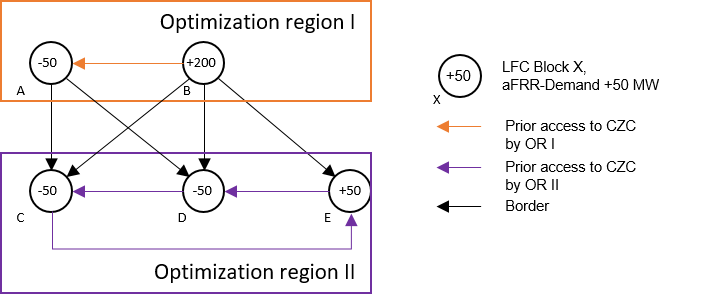 Optimization region I
-50
+200
A
B
-50
-50
+50
C
D
E
Optimization region II
+50
X
LFC Block X,
aFRR-Demand +50 MW
Prior access to CZC
by OR I
Prior access to CZC
by OR II
Border